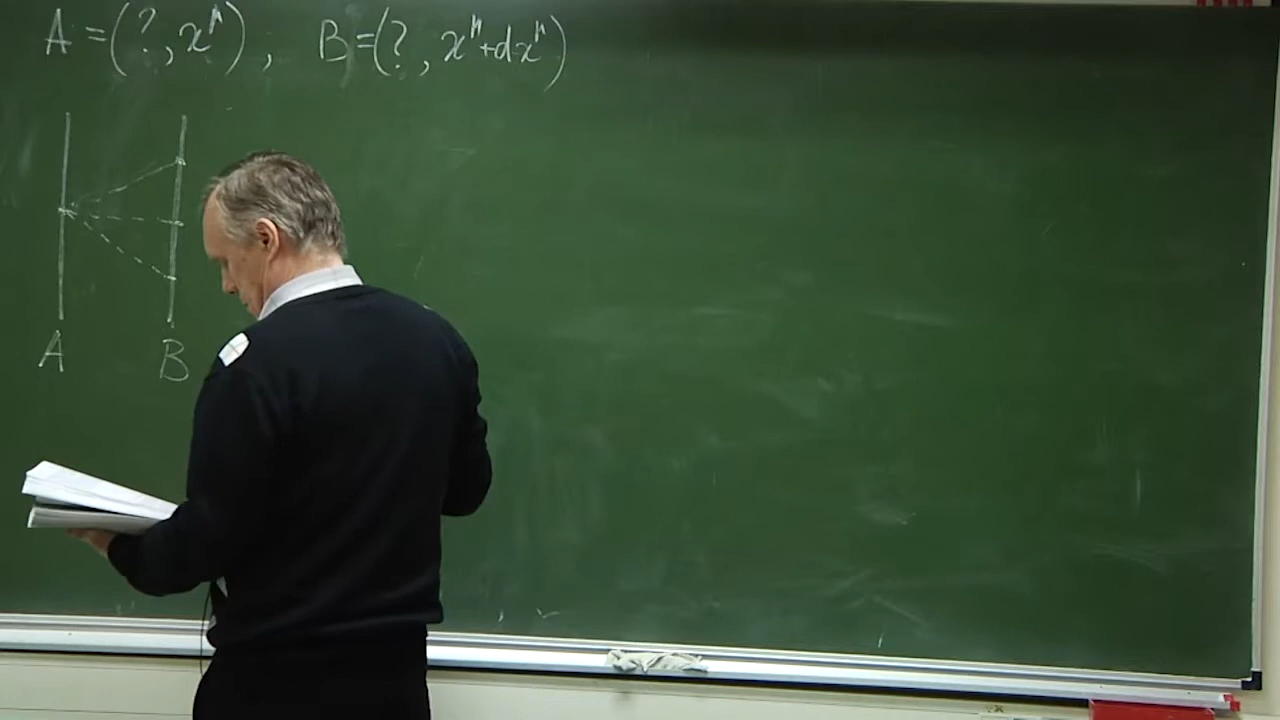 A = (?, x^μ), B = (?, x^μ + dx^μ)
A B